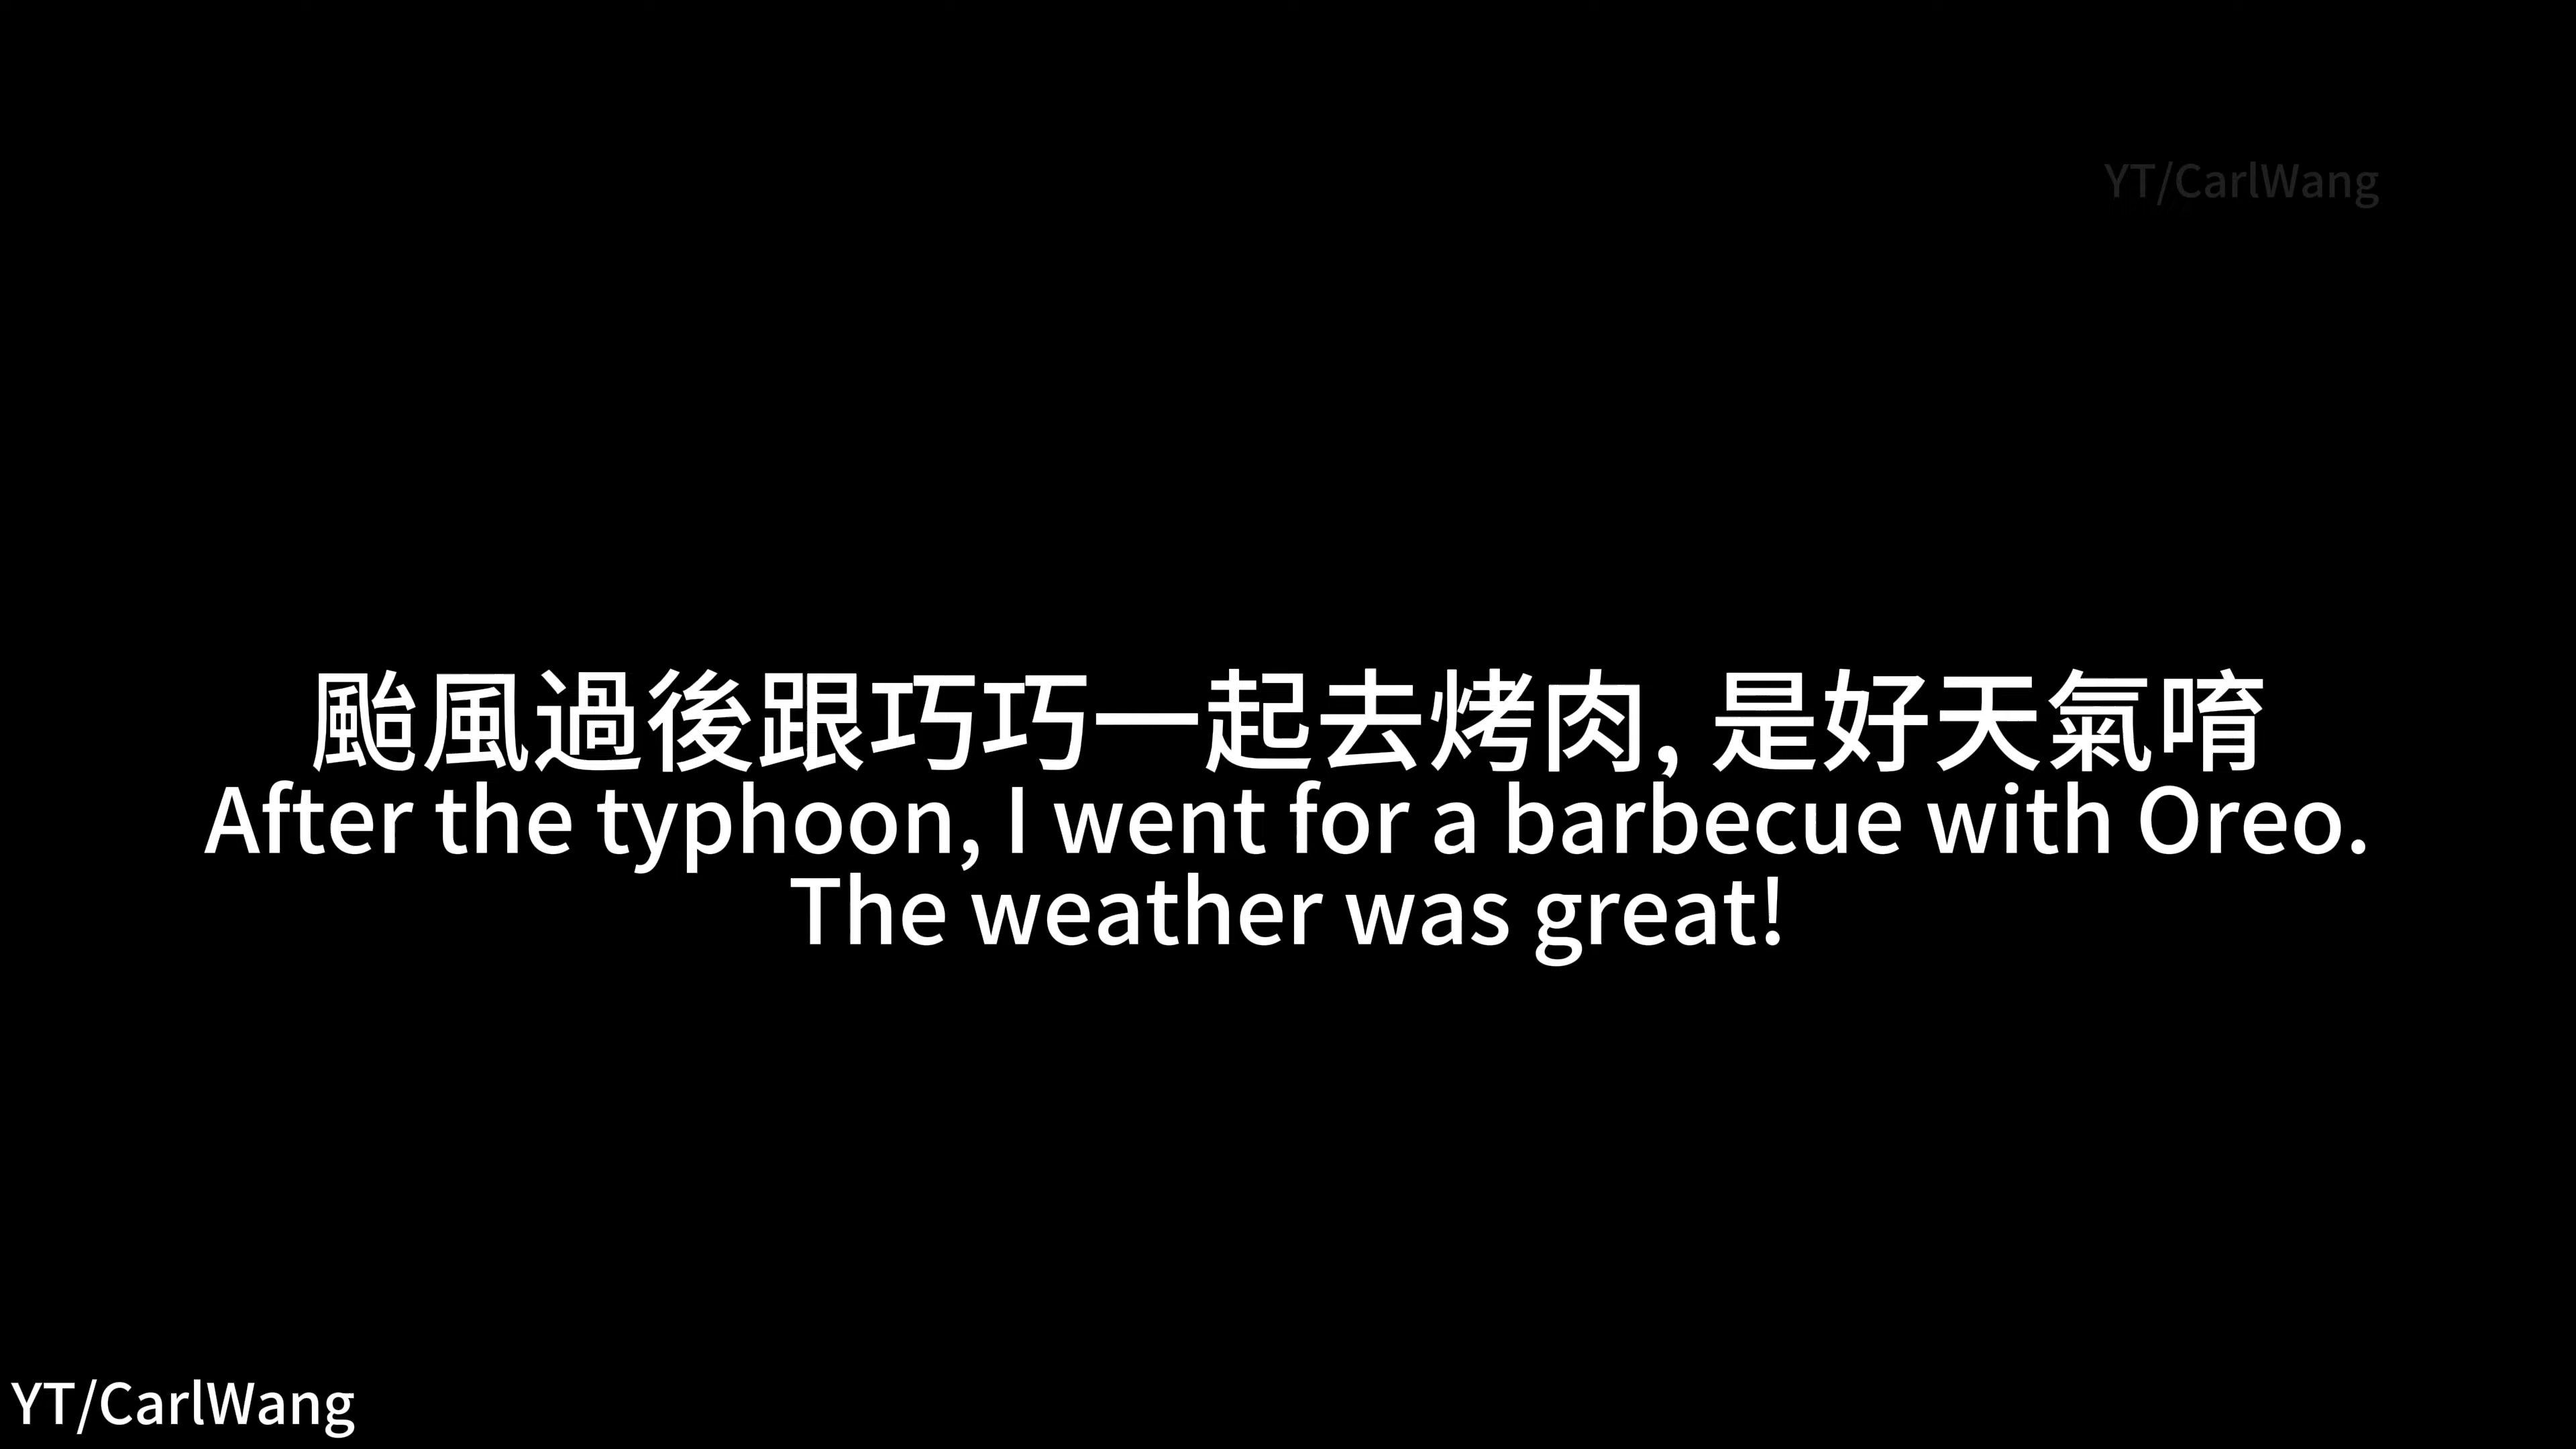 YT/CarlWang
颱風過後跟巧巧一起去烤肉, 是好天氣唷
After the typhoon, I went for a barbecue with Oreo.
The weather was great!
YT/CarlWang